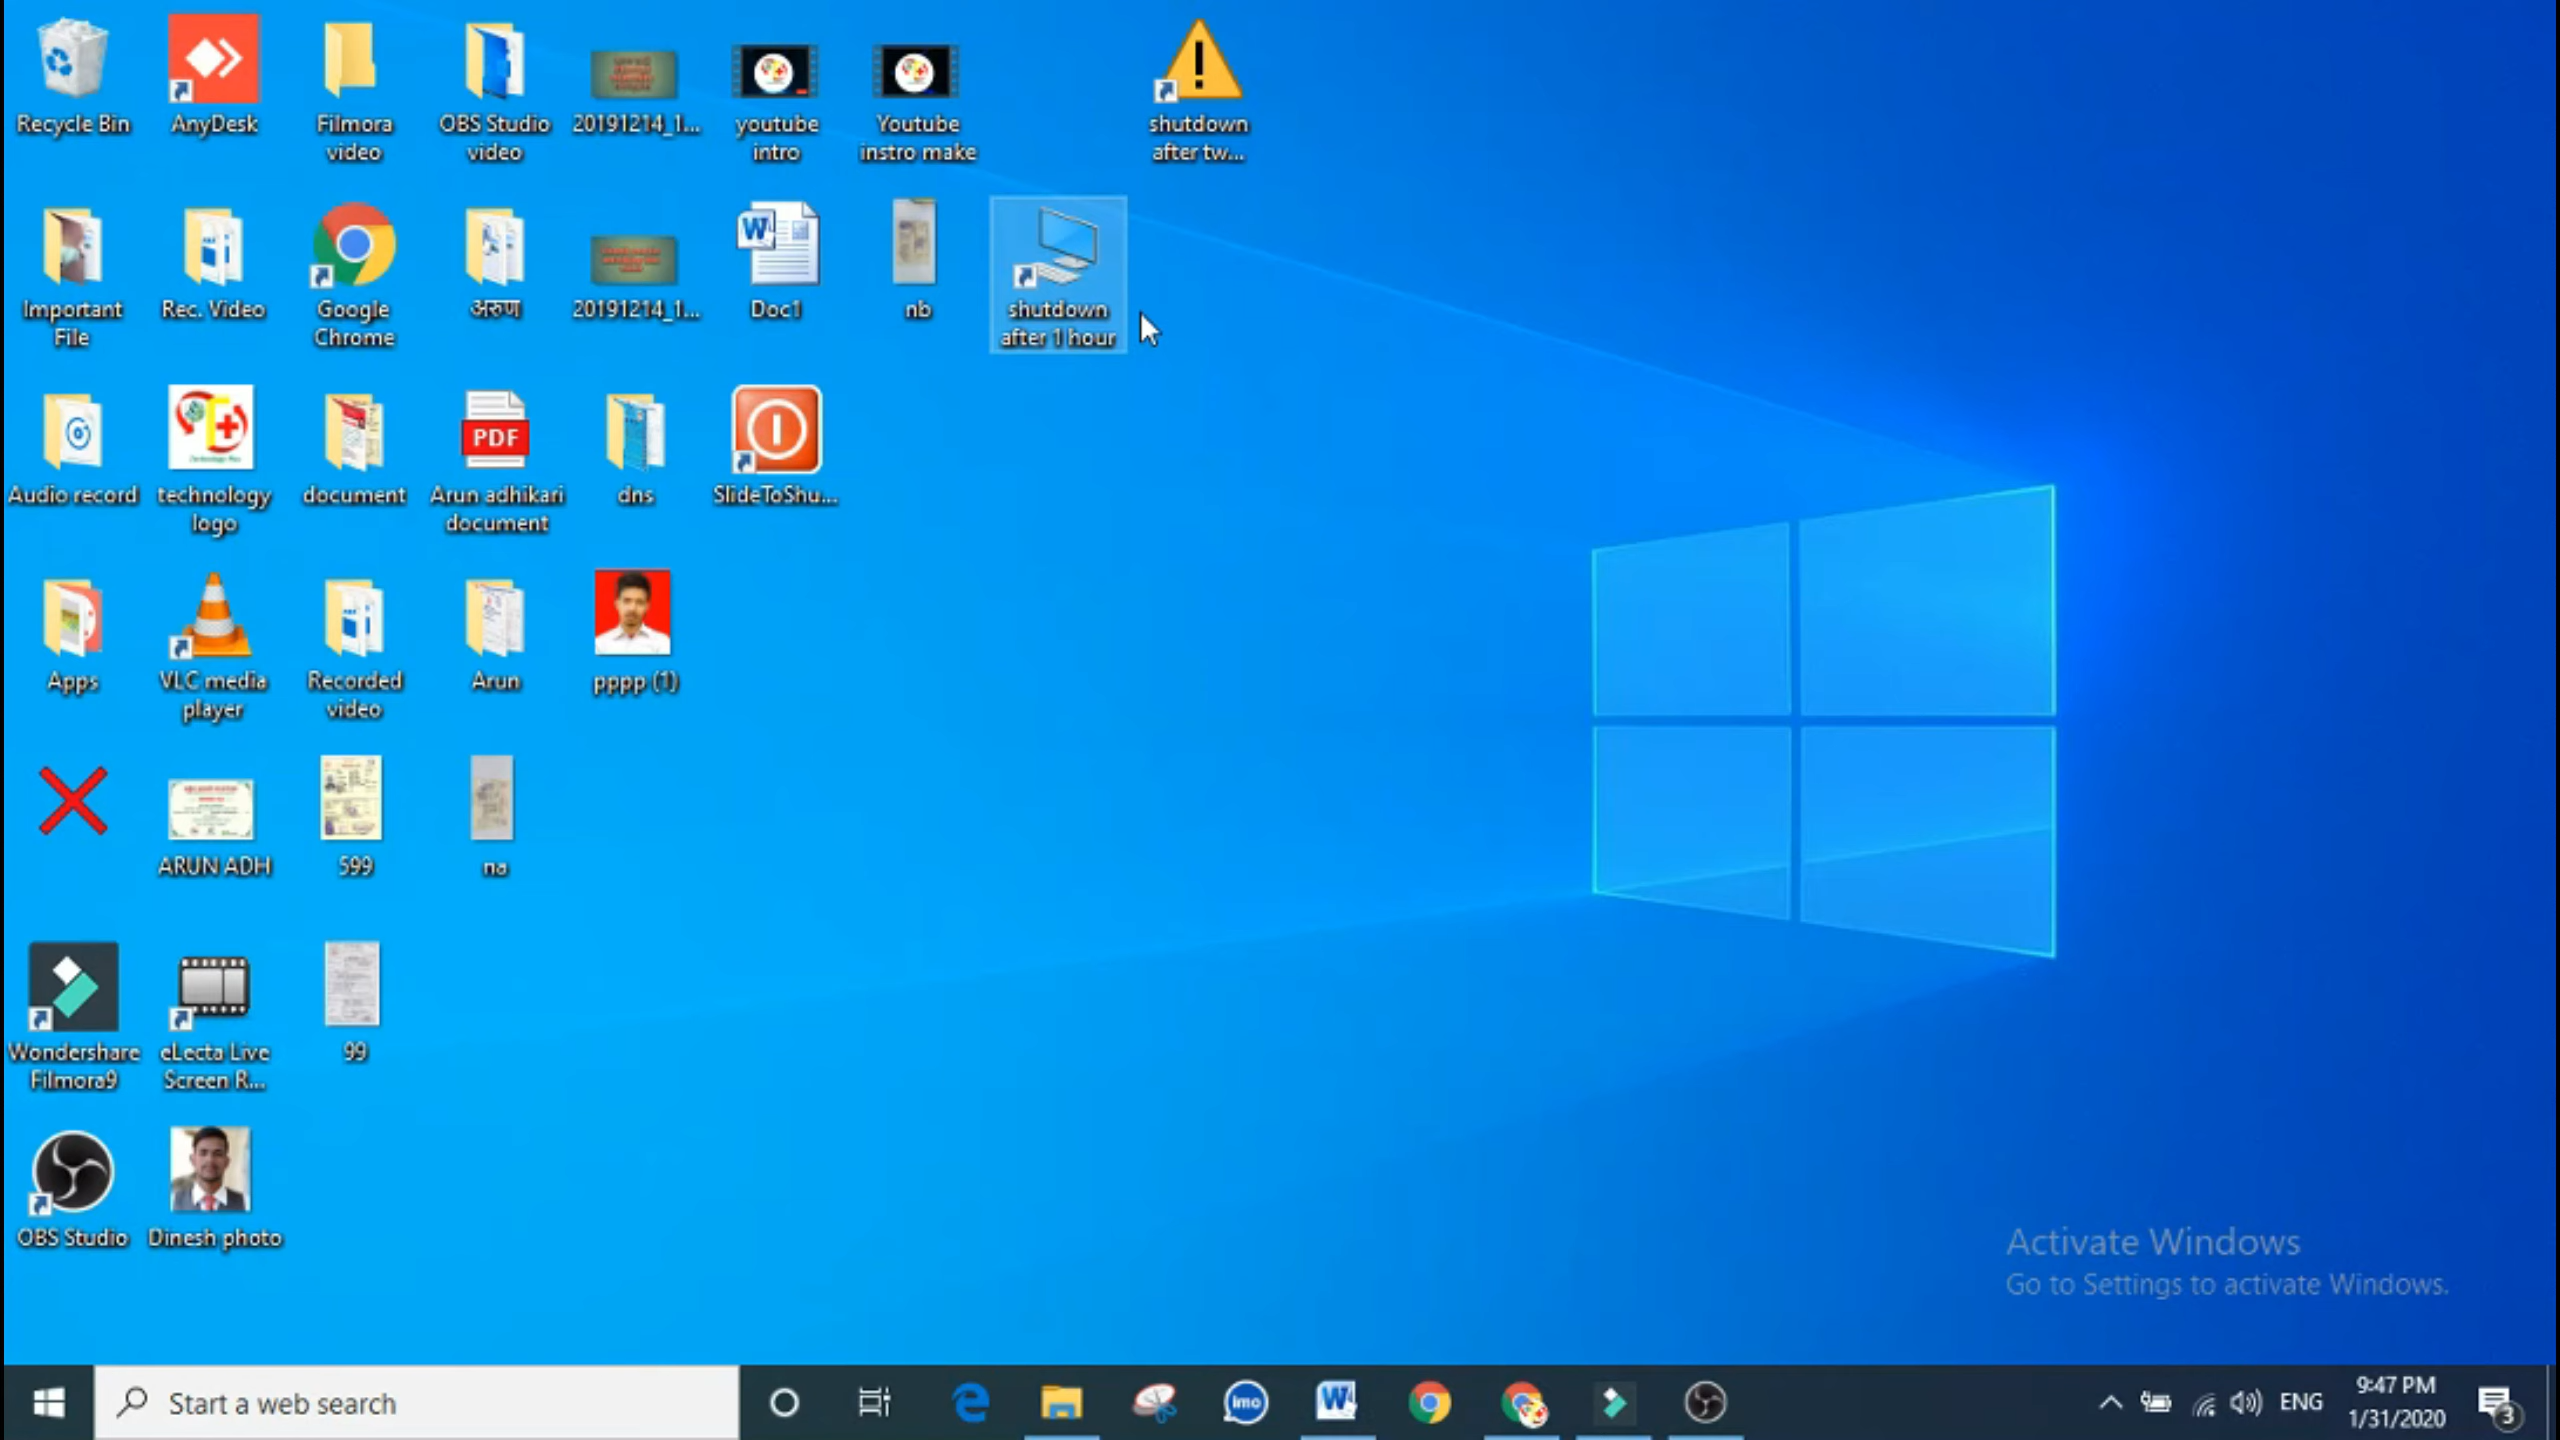 Recycle Bin
AnyDesk
Filmora
video
OBS Studio
video
20191214_1...
youtube
intro
Youtube
instro make
shutdown
after tw...
Important
File
Rec. Video
Google
Chrome
अरुण
20191214_1...
Doc1
nb
shutdown
after 1 hour
Audio record
technology
logo
document
PDF
Arun adhikari
document
dns
SlideToShu...
Apps
VLC media
player
Recorded
video
Arun
pppp (1)
ARUN ADH
599
na
Wondershare
Filmora9
eLecta Live
Screen R...
99
OBS Studio
Dinesh photo
Activate Windows
Go to Settings to activate Windows.
Start a web search
imo
ENG
9:47 PM
1/31/2020
3